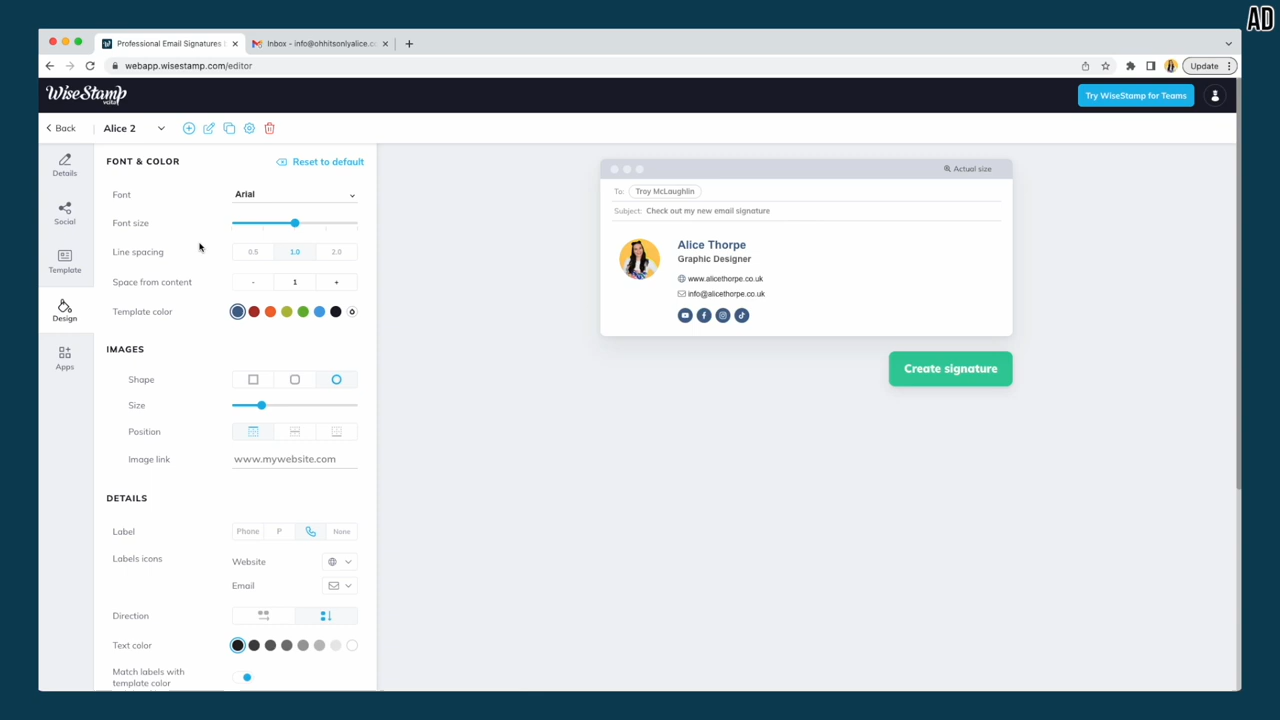 AD
Professional Email Signatures
Inbox - info@ohhitsonlyalice.c
webapp.wisestamp.com/editor
Update
WiseStamp
Try WiseStamp for Teams
Back
Alice 2
Details
Social
Template
Design
Apps
FONT & COLOR
Reset to default
Font
Arial
Font size
Line spacing
0.5
1.0
2.0
Space from content
-
1
+
Template color
IMAGES
Shape
Size
Position
Image link
www.mywebsite.com
DETAILS
Label
Phone
P
None
Labels icons
Website
Email
Direction
Text color
Match labels with
template color
Actual size
To: Troy McLaughlin
Subject: Check out my new email signature
Alice Thorpe
Graphic Designer
www.alicethorpe.co.uk
info@alicethorpe.co.uk
Create signature